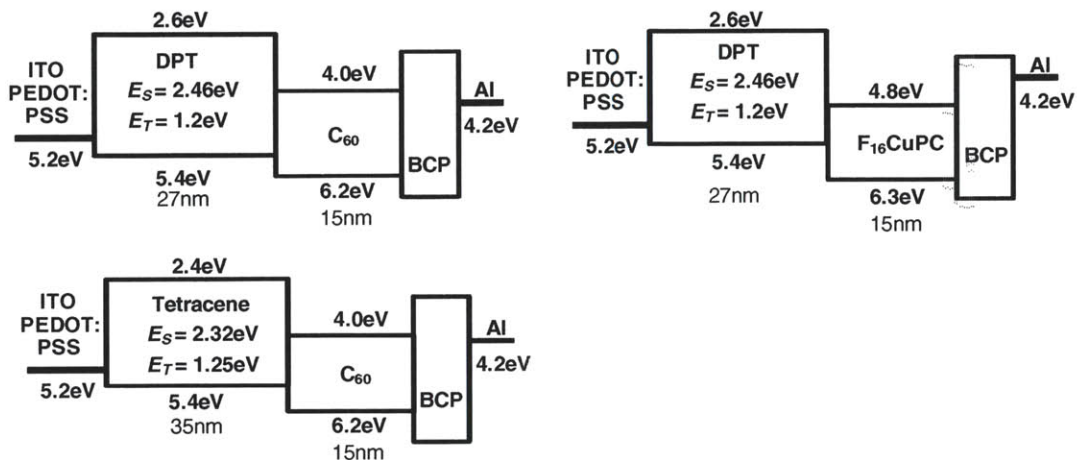 2.6eV
ITO
PEDOT:
PSS
5.2eV
DPT
E_S = 2.46eV
E_T = 1.2eV
5.4eV
27nm
4.0eV
C₆₀
6.2eV
15nm
BCP
Al
4.2eV
2.6eV
ITO
PEDOT:
PSS
5.2eV
DPT
E_S = 2.46eV
E_T = 1.2eV
5.4eV
27nm
4.8eV
F₁₆CuPC
6.3eV
15nm
BCP
Al
4.2eV
2.4eV
ITO
PEDOT:
PSS
5.2eV
Tetracene
E_S = 2.32eV
E_T = 1.25eV
5.4eV
35nm
4.0eV
C₆₀
6.2eV
15nm
BCP
Al
4.2eV